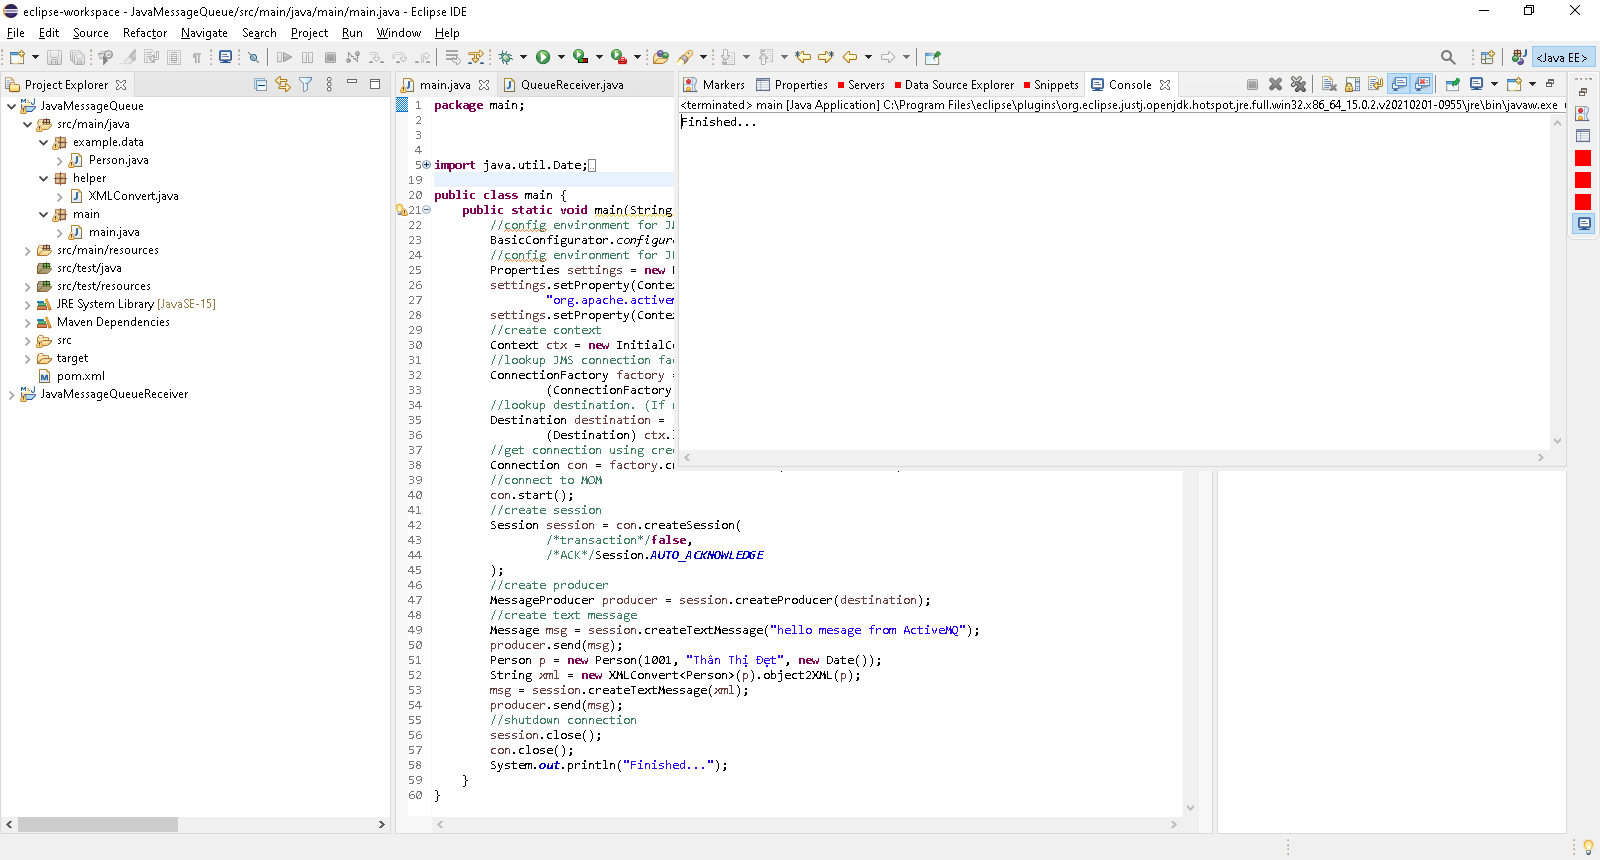 eclipse-workspace - JavaMessageQueue/src/main/java/main/main.java - Eclipse IDE
File Edit Source Refactor Navigate Search Project Run Window Help
<Java EE>
Project Explorer
JavaMessageQueue
src/main/java
example.data
Person.java
helper
XMLConvert.java
main
main.java
src/main/resources
src/test/java
src/test/resources
JRE System Library [JavaSE-15]
Maven Dependencies
src
target
pom.xml
JavaMessageQueueReceiver
main.java QueueReceiver.java
1 package main;
2
3
4
5 import java.util.Date;
19
20 public class main {
21 public static void main(String
22 //config environment for JM
23 BasicConfigurator.configur
24 //config environment for JM
25 Properties settings = new
26 settings.setProperty(Conte
27 "org.apache.active
28 settings.setProperty(Conte
29 //create context
30 Context ctx = new InitialC
31 //lookup JMS connection fa
32 ConnectionFactory factory =
33 (ConnectionFactory
34 //lookup destination. (If
35 Destination destination =
36 (Destination) ctx.
37 //get connection using cre
38 Connection con = factory.c
39 //connect to MOM
40 con.start();
41 //create session
42 Session session = con.createSession(
43 /*transaction*/false,
44 /*ACK*/Session.AUTO_ACKNOWLEDGE
45 );
46 //create producer
47 MessageProducer producer = session.createProducer(destination);
48 //create text message
49 Message msg = session.createTextMessage("hello mesage from ActiveMQ");
50 producer.send(msg);
51 Person p = new Person(1001, "Thân Thị Đẹt", new Date());
52 String xml = new XMLConvert<Person>(p).object2XML(p);
53 msg = session.createTextMessage(xml);
54 producer.send(msg);
55 //shutdown connection
56 session.close();
57 con.close();
58 System.out.println("Finished...");
59 }
60 }
Markers Properties Servers Data Source Explorer Snippets Console
<terminated> main [Java Application] C:\Program Files\eclipse\plugins\org.eclipse.justj.openjdk.hotspot.jre.full.win32.x86_64_15.0.2.v20210201-0955\jre\bin\javaw.exe
Finished...